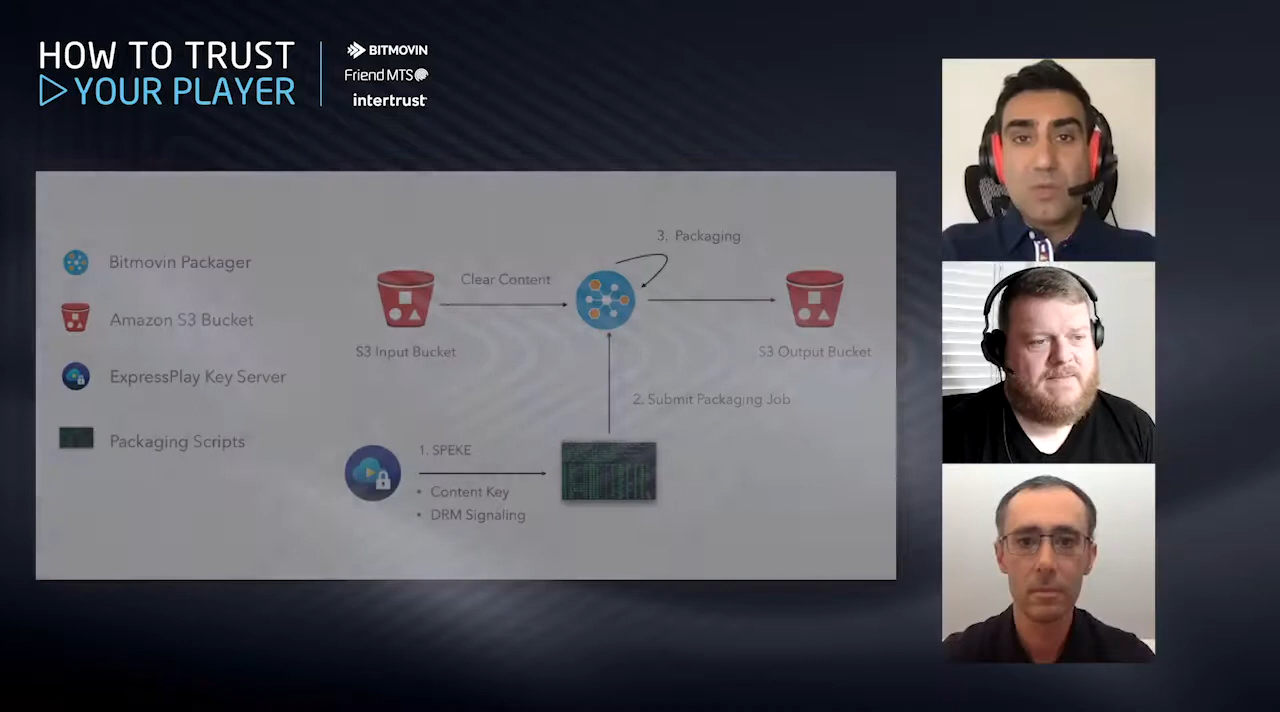 HOW TO TRUST
YOUR PLAYER
BITMOVIN
Friend MTS
intertrust
Bitmovin Packager
Amazon S3 Bucket
ExpressPlay Key Server
Packaging Scripts
3. Packaging
Clear Content
S3 Input Bucket
S3 Output Bucket
2. Submit Packaging Job
1. SPEKE
• Content Key
• DRM Signaling